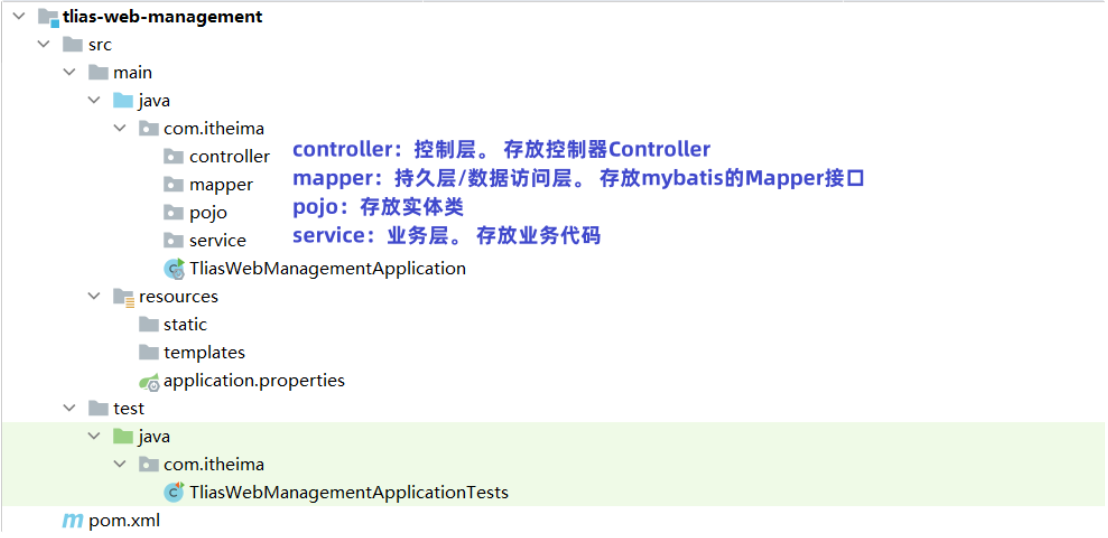 tlias-web-management
src
main
java
com.itheima
controller controller：控制层。 存放控制器Controller
mapper mapper：持久层/数据访问层。 存放mybatis的Mapper接口
pojo pojo：存放实体类
service service：业务层。 存放业务代码
TliasWebManagementApplication
resources
static
templates
application.properties
test
java
com.itheima
TliasWebManagementApplicationTests
pom.xml